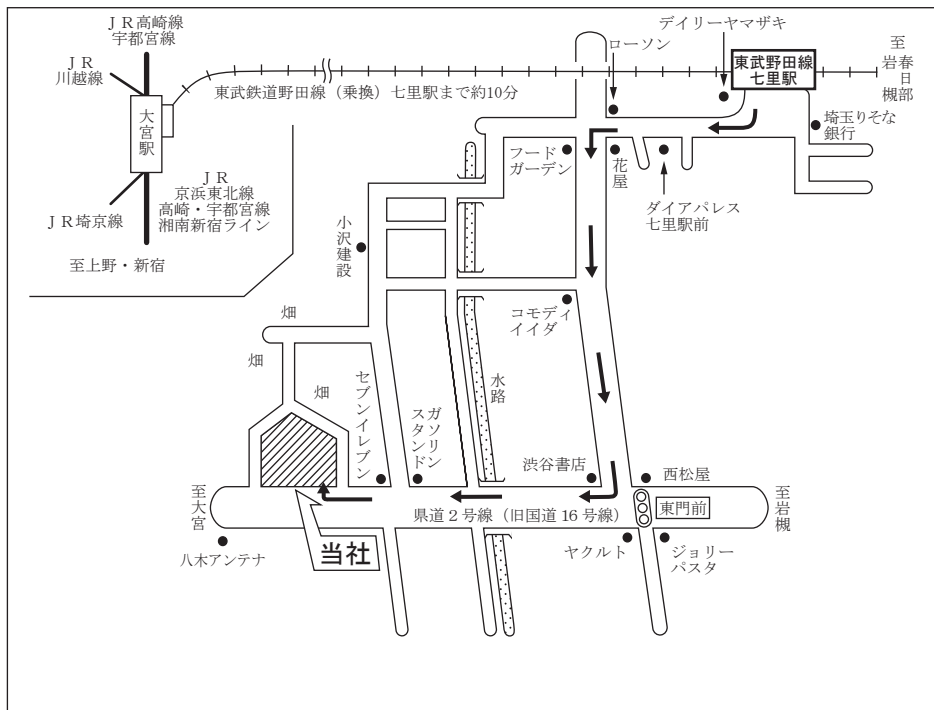 ＪＲ高崎線
宇都宮線
ＪＲ
川越線
大宮駅
東武鉄道野田線（乗換）七里駅まで約10分
ＪＲ埼京線
ＪＲ
京浜東北線
高崎・宇都宮線
湘南新宿ライン
至上野・新宿
デイリーヤマザキ
ローソン
東武野田線
七里駅
至
春日部
岩槻
埼玉りそな
銀行
フード
ガーデン
花屋
ダイアパレス
七里駅前
小沢建設
コモディ
イイダ
畑
畑
畑
セブンイレブン
ガソリン
スタンド
水路
渋谷書店
西松屋
至大宮
県道２号線（旧国道16号線）
東門前
至岩槻
八木アンテナ
当社
ヤクルト
ジョリー
パスタ